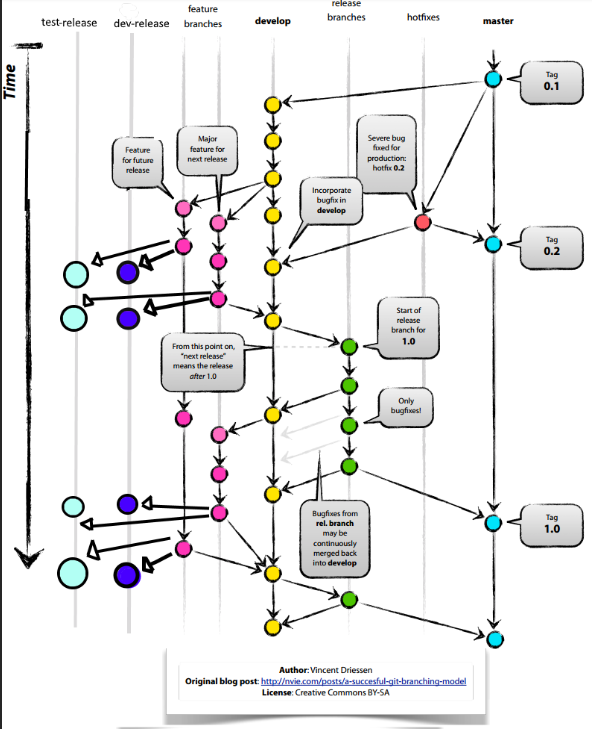 test-release
dev-release
feature
branches
develop
release
branches
hotfixes
master
Time
Tag
0.1
Feature
for future
release
Major
feature for
next release
Severe bug
fixed for
production:
hotfix 0.2
Incorporate
bugfix in
develop
Tag
0.2
Start of
release
branch for
1.0
From this point on,
"next release"
means the release
after 1.0
Only
bugfixes!
Bugfixes from
rel. branch
may be
continuously
merged back
into develop
Tag
1.0
Author: Vincent Driessen
Original blog post: http://nvie.com/posts/a-succesful-git-branching-model
License: Creative Commons BY-SA